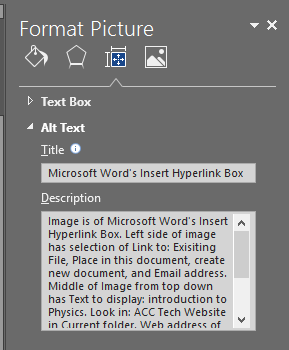 Format Picture
Text Box
Alt Text
Title
Microsoft Word's Insert Hyperlink Box
Description
Image is of Microsoft Word's Insert
Hyperlink Box. Left side of image
has selection of Link to: Exisiting
File, Place in this document, create
new document, and Email address.
Middle of Image from top down
has Text to display: introduction to
Physics. Look in: ACC Tech Website
in Current folder. Web address of